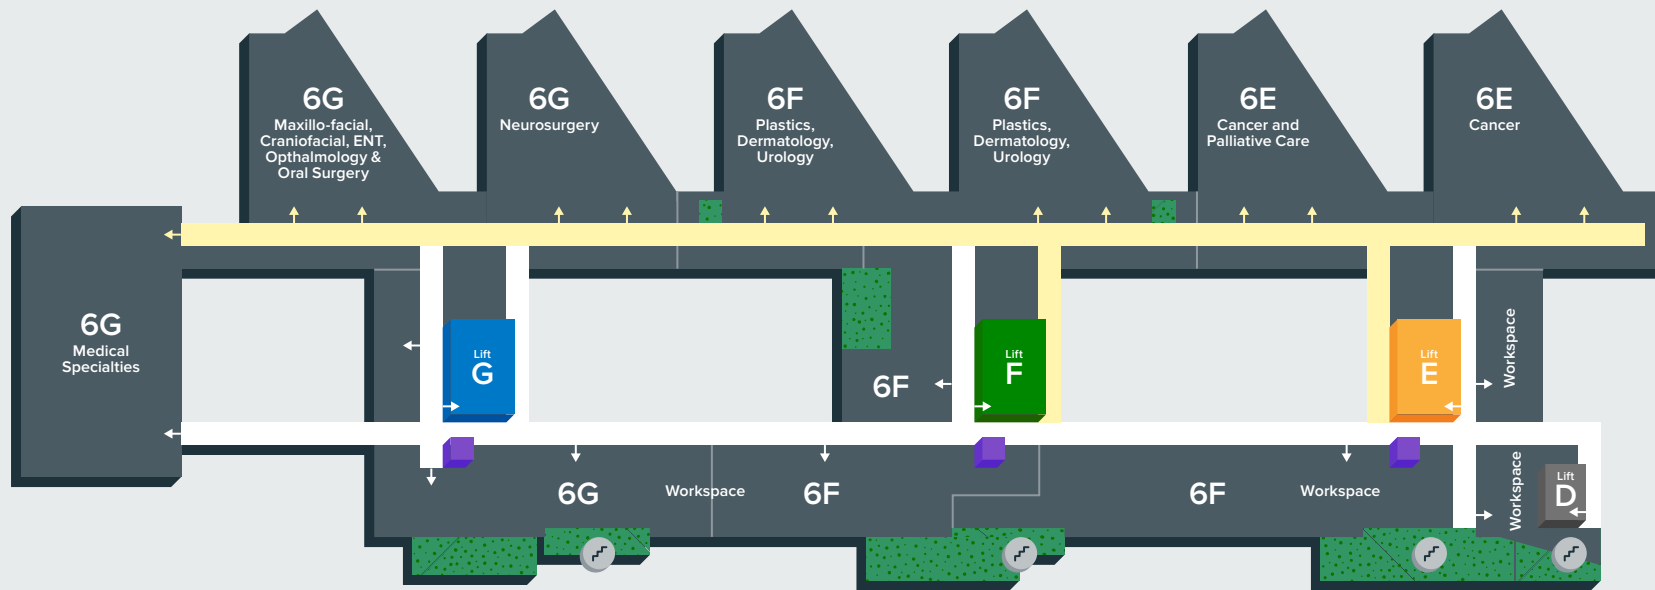 6G
Maxillo-facial,
Craniofacial, ENT,
Opthalmology &
Oral Surgery
6G
Neurosurgery
6F
Plastics,
Dermatology,
Urology
6F
Plastics,
Dermatology,
Urology
6E
Cancer and
Palliative Care
6E
Cancer
6G
Medical
Specialties
Lift
G
6F
Lift
F
Lift
E
Workspace
6G
Workspace
6F
6F
Workspace
Workspace
Lift
D